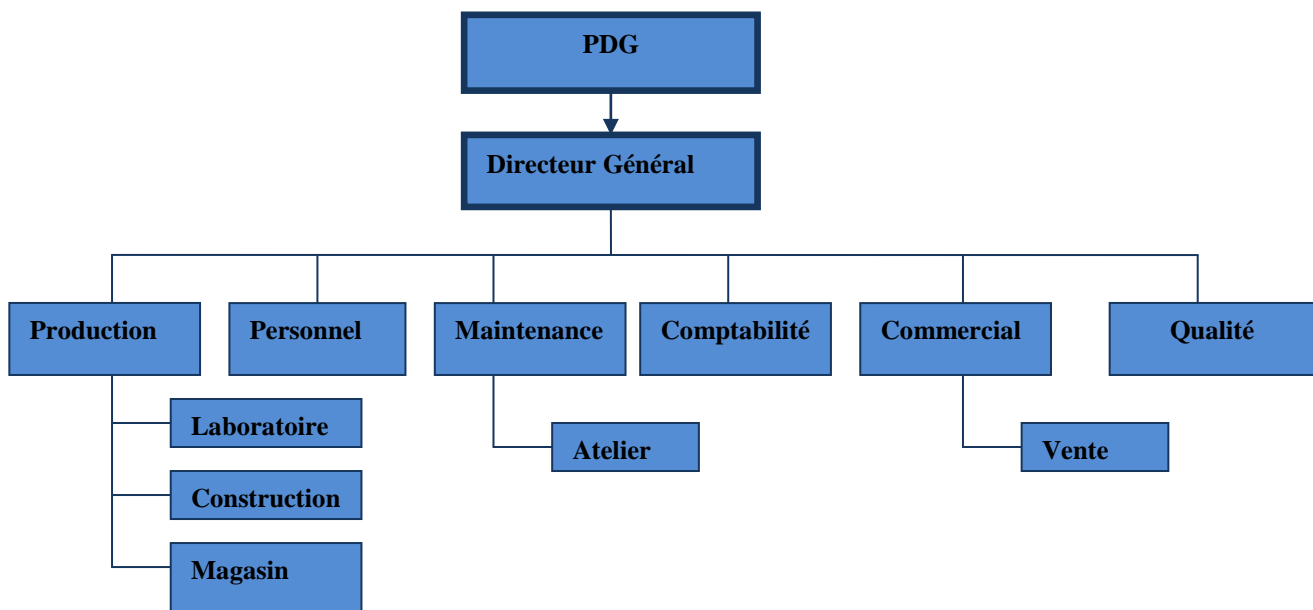 PDG
Directeur Général
Production
Personnel
Maintenance
Comptabilité
Commercial
Qualité
Laboratoire
Atelier
Vente
Construction
Magasin